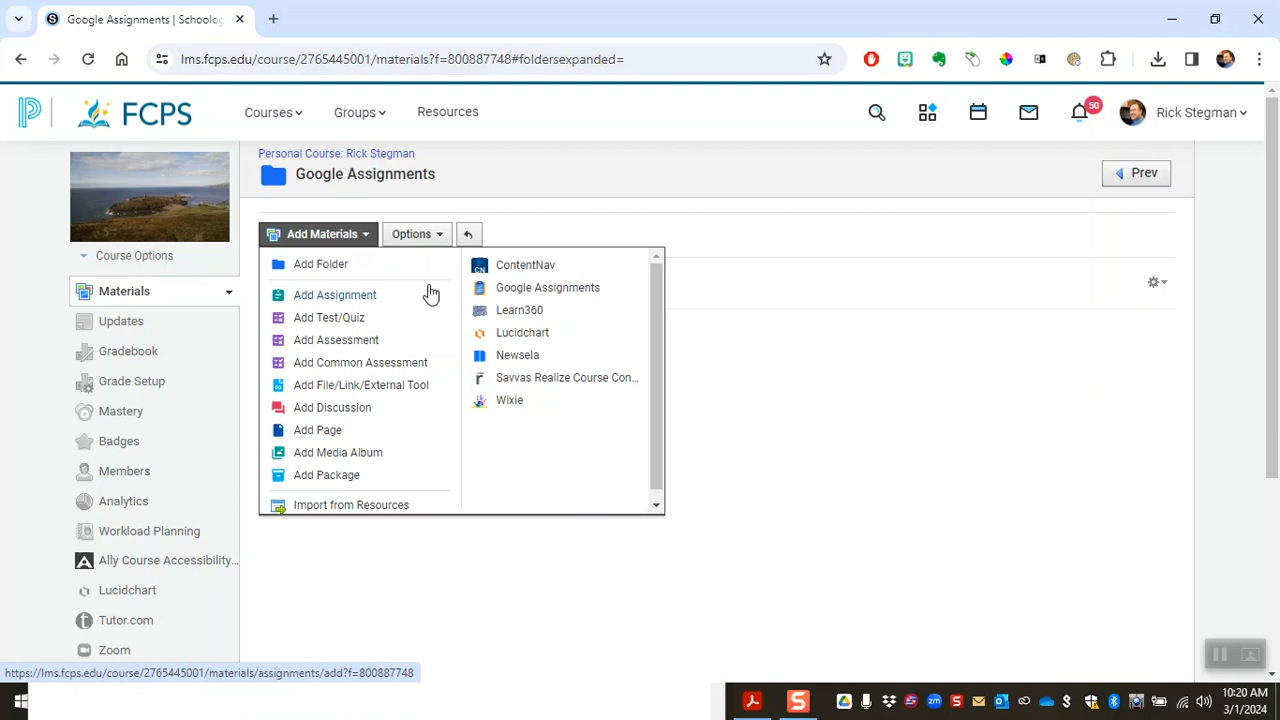 Google Assignments | Schoolog
lms.fcps.edu/course/2765445001/materials?f=800887748#foldersexpanded=
FCPS
Courses
Groups
Resources
50
Rick Stegman
Personal Course: Rick Stegman
Google Assignments
Prev
Add Materials
Options
Course Options
Materials
Updates
Gradebook
Grade Setup
Mastery
Badges
Members
Analytics
Workload Planning
Ally Course Accessibility...
Lucidchart
Tutor.com
Zoom
Add Folder
Add Assignment
Add Test/Quiz
Add Assessment
Add Common Assessment
Add File/Link/External Tool
Add Discussion
Add Page
Add Media Album
Add Package
Import from Resources
ContentNav
Google Assignments
Learn360
Lucidchart
Newsela
Savvas Realize Course Con...
Wixie
https://lms.fcps.edu/course/2765445001/materials/assignments/add?f=800887748
10:20 AM
3/1/2024